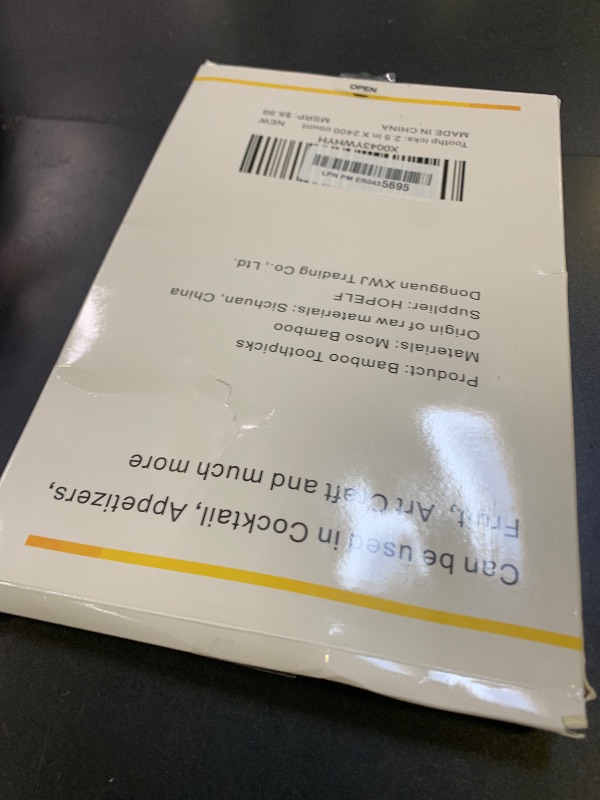 Can be used in Cocktail, Appetizers,
Fruit, Art Craft and much more
Product: Bamboo Toothpicks
Materials: Moso Bamboo
Origin of raw materials: Sichuan, China
Supplier: HOPELF
Dongguan XWJ Trading Co., Ltd.
LPN PM ER0435695
X0043YWHYH
Toothpicks: 2.5 in X 2400 count NEW
MADE IN CHINA MSRP: $8.99
OPEN